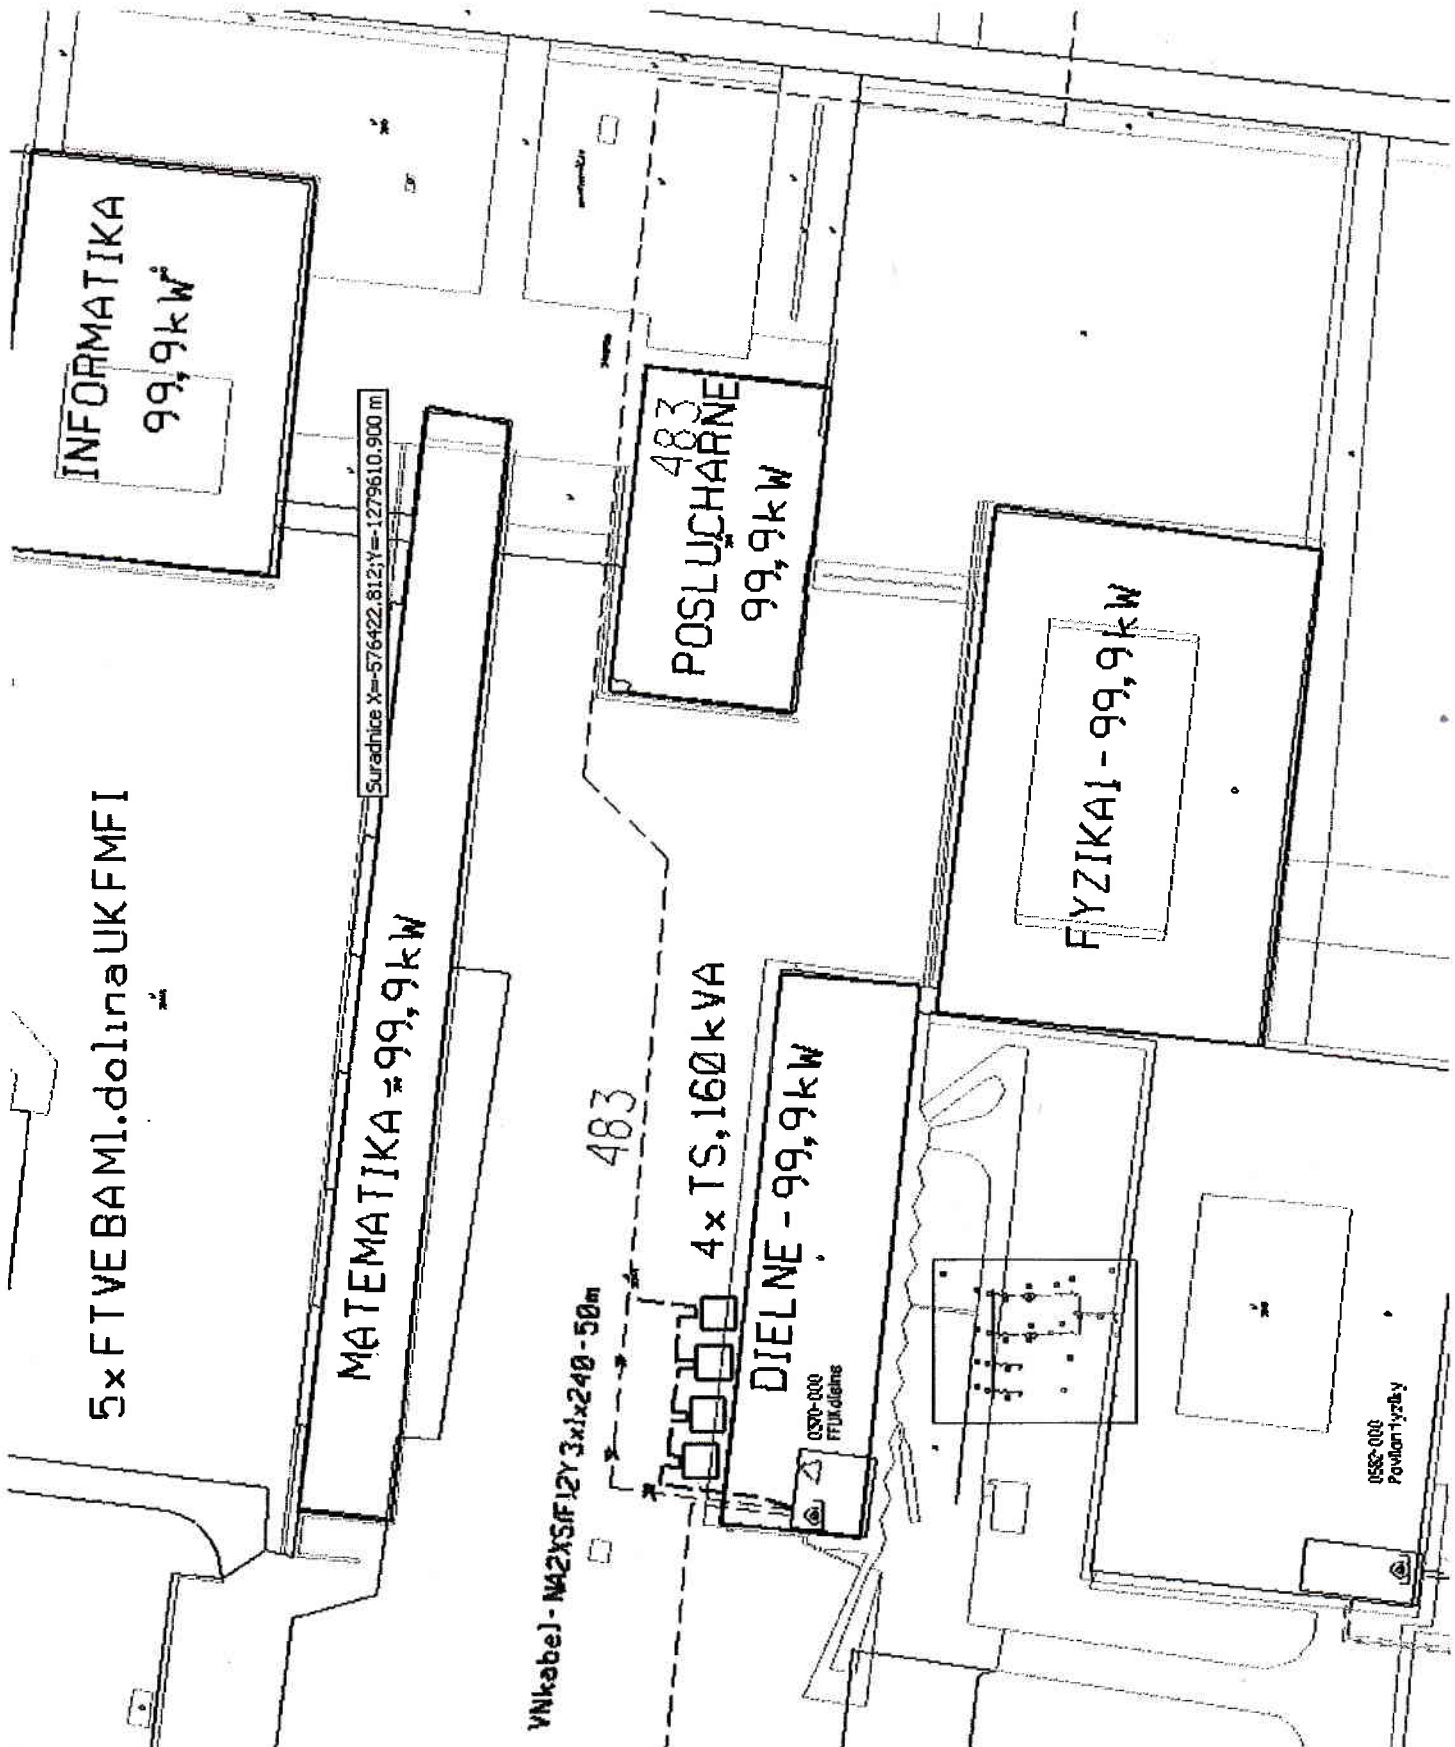 5xFTVEBAM1.dolinaUKFMFI
INFORMATIKA
99,9kW
Suradnice X=-576422.812;Y=-1279610.900 m
MATEMATIKA-99,9kW
483
POSLUCHARNE
99,9kW
483
4xTS,160kVA
VNkabel-NA2XS(F)2Y 3x1x240-50m
DIELNE-99,9kW
0370-000
FFUK dielne
FYZIKA1-99,9kW
0582-000
Pavilon fyziky